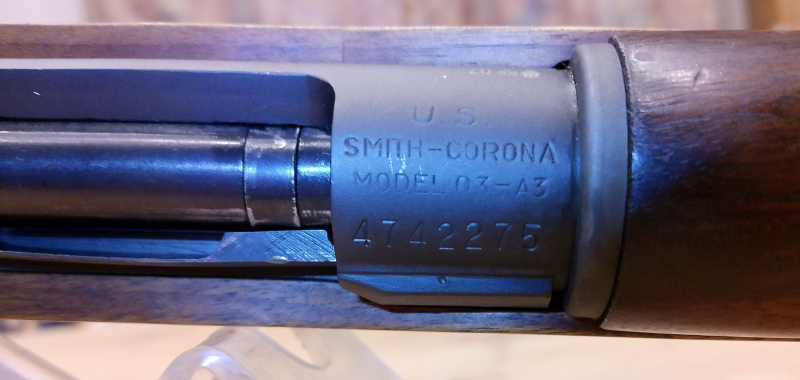 U.S.
SMITH-CORONA
MODEL 03-A3
4742275